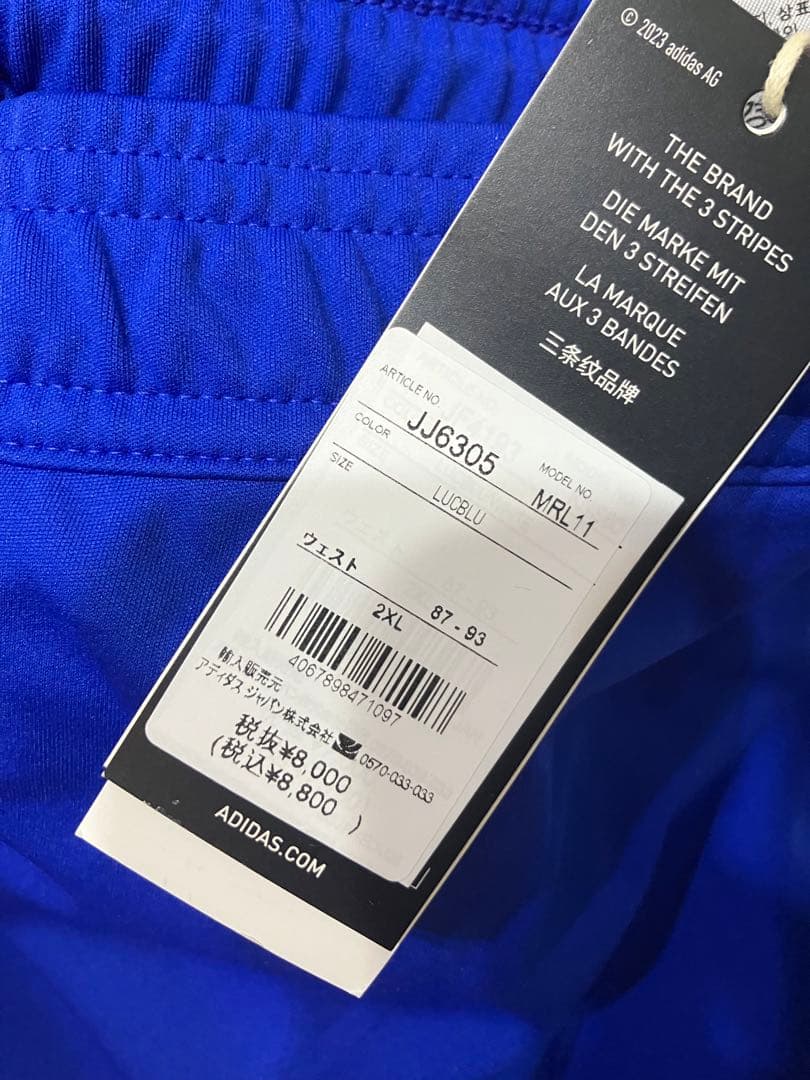 © 2023 adidas AG
THE BRAND
WITH THE 3 STRIPES
DIE MARKE MIT
DEN 3 STREIFEN
LA MARQUE
AUX 3 BANDES
三条纹品牌
ARTICLE NO. JJ6305 MODEL NO. MRL11
COLOR LUCBLU
SIZE
ウェスト 87-93
2XL
4067898471097
輸入販売元
アディダス ジャパン株式会社 0570-033-033
税抜¥8,000
(税込¥8,800 )
ADIDAS.COM